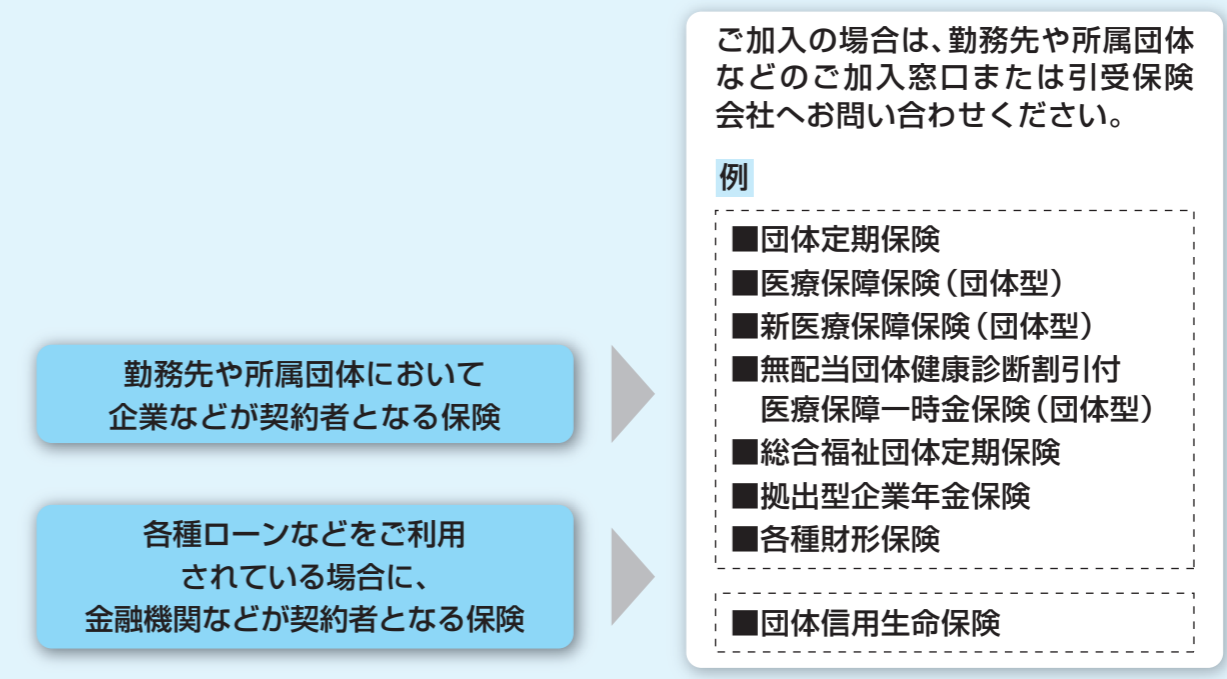 勤務先や所属団体において
企業などが契約者となる保険
各種ローンなどをご利用
されている場合に、
金融機関などが契約者となる保険
ご加入の場合は、勤務先や所属団体
などのご加入窓口または引受保険
会社へお問い合わせください。
例
■団体定期保険
■医療保障保険（団体型）
■新医療保障保険（団体型）
■無配当団体健康診断割引付
医療保障一時金保険（団体型）
■総合福祉団体定期保険
■拠出型企業年金保険
■各種財形保険
■団体信用生命保険